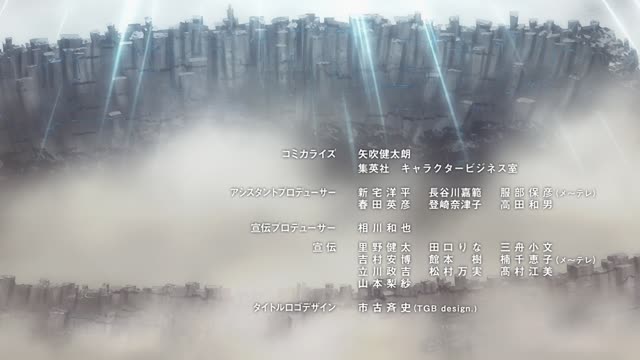 コミカライズ 矢吹健太朗
集英社 キャラクタービジネス室
アシスタントプロデューサー 新宅洋平 長谷川嘉範 服部保彦(メ〜テレ)
春田英彦 登崎奈津子 高田和男
宣伝プロデューサー 相川和也
宣伝 里野健太 田口りな 三舟小文
吉村安博 館本樹 楠千恵子(メ〜テレ)
立川政吉 松村万実 髙村江美
山本梨紗
タイトルロゴデザイン 市古斉史(TGB design.)